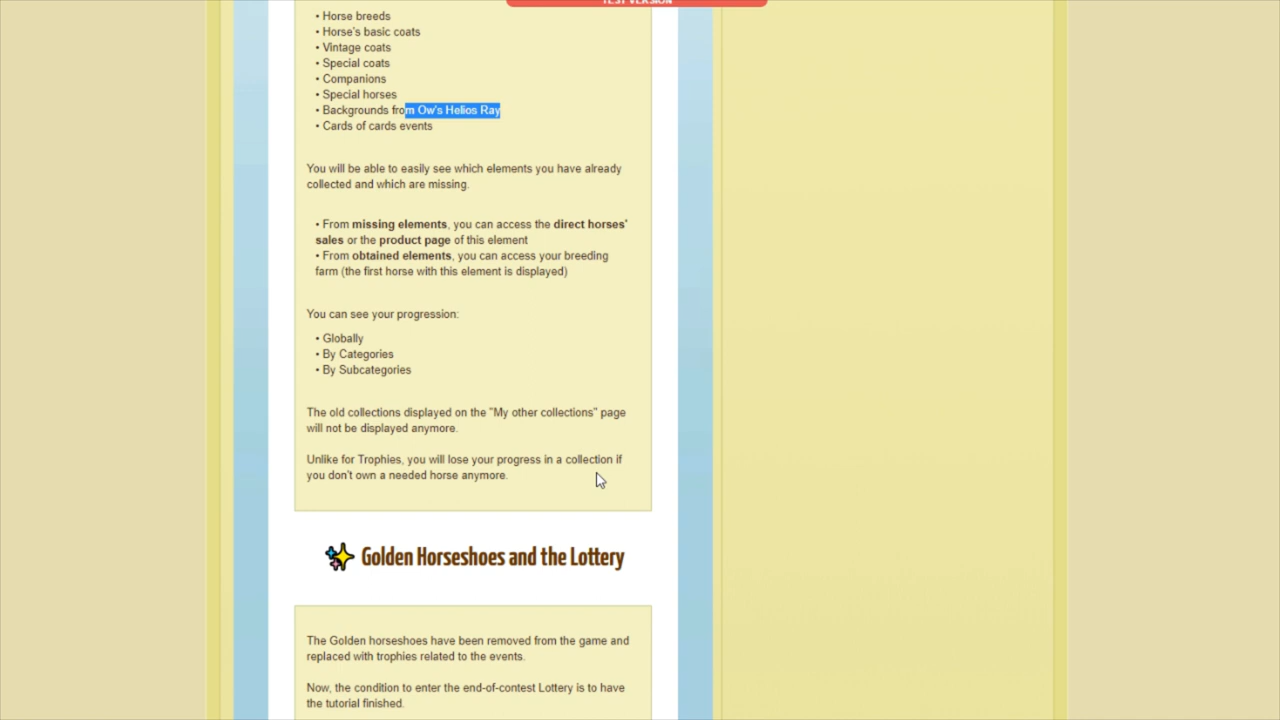 TEST VERSION
• Horse breeds
• Horse's basic coats
• Vintage coats
• Special coats
• Companions
• Special horses
• Backgrounds from Ow's Helios Ray
• Cards of cards events
You will be able to easily see which elements you have already
collected and which are missing.
• From missing elements, you can access the direct horses'
sales or the product page of this element
• From obtained elements, you can access your breeding
farm (the first horse with this element is displayed)
You can see your progression:
• Globally
• By Categories
• By Subcategories
The old collections displayed on the "My other collections" page
will not be displayed anymore.
Unlike for Trophies, you will lose your progress in a collection if
you don't own a needed horse anymore.
Golden Horseshoes and the Lottery
The Golden horseshoes have been removed from the game and
replaced with trophies related to the events.
Now, the condition to enter the end-of-contest Lottery is to have
the tutorial finished.